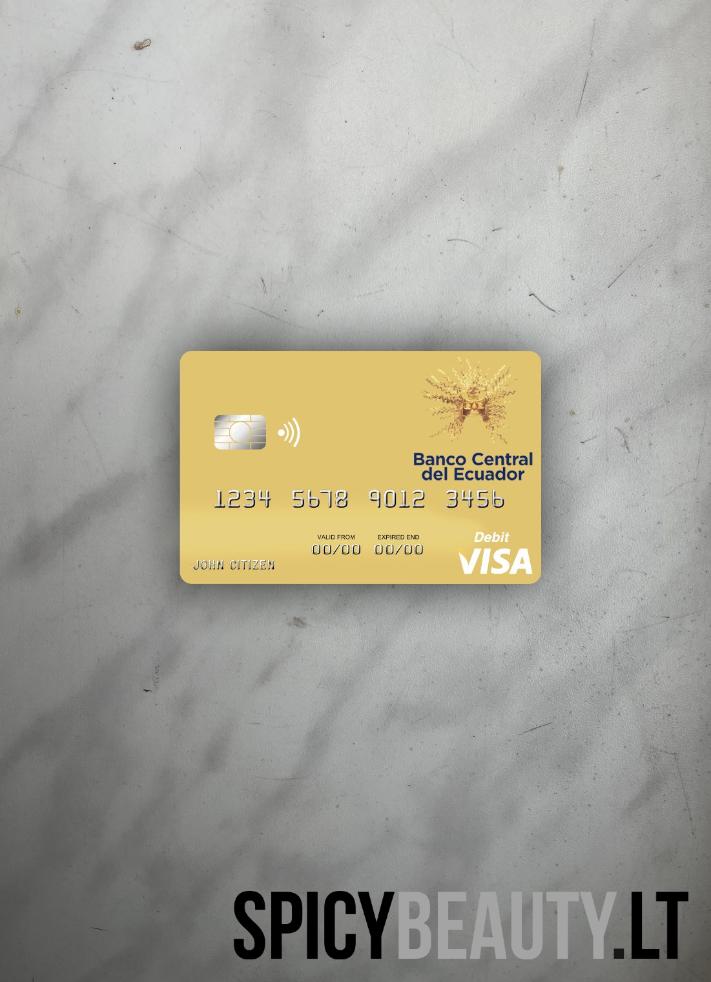 Banco Central
del Ecuador
1234 5678 9012 3456
VALID FROM EXPIRED END
00/00 00/00
Debit
JOHN CITIZEN
VISA
SPICYBEAUTY.LT